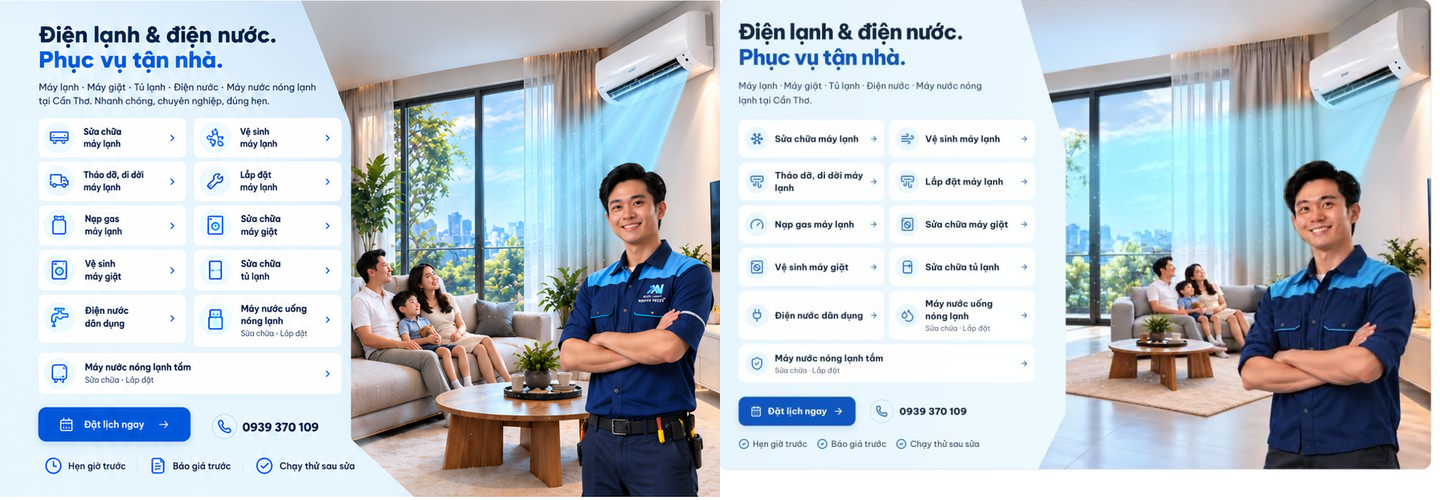 Điện lạnh & điện nước.
Phục vụ tận nhà.
Máy lạnh · Máy giặt · Tủ lạnh · Điện nước · Máy nước nóng lạnh
tại Cần Thơ. Nhanh chóng, chuyên nghiệp, đúng hẹn.
Sửa chữa
máy lạnh
Vệ sinh
máy lạnh
Tháo dỡ, di dời
máy lạnh
Lắp đặt
máy lạnh
Nạp gas
máy lạnh
Sửa chữa
máy giặt
Vệ sinh
máy giặt
Sửa chữa
tủ lạnh
Điện nước
dân dụng
Máy nước uống
nóng lạnh
Sửa chữa · Lắp đặt
Máy nước nóng lạnh tắm
Sửa chữa · Lắp đặt
Đặt lịch ngay
0939 370 109
Hẹn giờ trước
Báo giá trước
Chạy thử sau sửa
Điện lạnh & điện nước.
Phục vụ tận nhà.
Máy lạnh · Máy giặt · Tủ lạnh · Điện nước · Máy nước nóng
lạnh tại Cần Thơ.
Sửa chữa máy lạnh
Vệ sinh máy lạnh
Tháo dỡ, di dời máy
lạnh
Lắp đặt máy lạnh
Nạp gas máy lạnh
Sửa chữa máy giặt
Vệ sinh máy giặt
Sửa chữa tủ lạnh
Điện nước dân dụng
Máy nước uống
nóng lạnh
Sửa chữa · Lắp đặt
Máy nước nóng lạnh tắm
Sửa chữa · Lắp đặt
Đặt lịch ngay
0939 370 109
Hẹn giờ trước
Báo giá trước
Chạy thử sau sửa